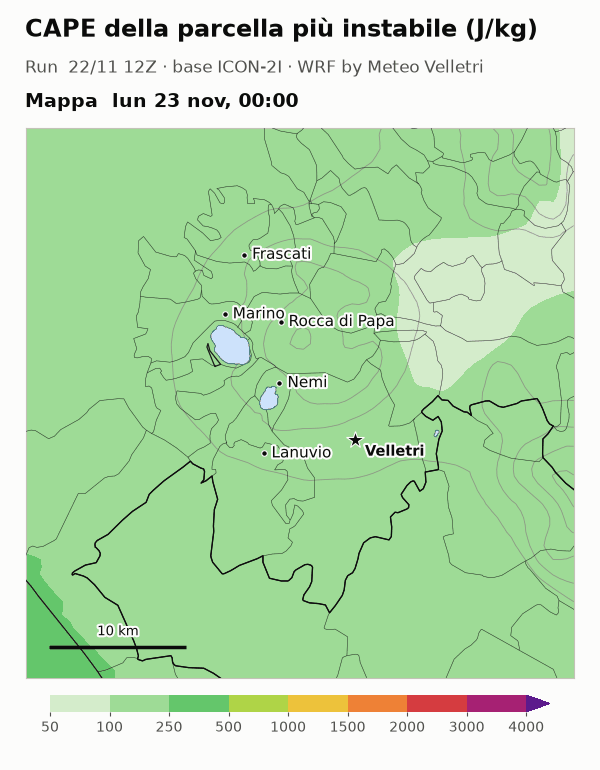 CAPE della parcella più instabile (J/kg)
Run  22/11 12Z · base ICON-2I · WRF by Meteo Velletri
Mappa  lun 23 nov, 00:00
Frascati
Marino
Rocca di Papa
Nemi
Velletri
Lanuvio
10 km
50 100 250 500 1000 1500 2000 3000 4000